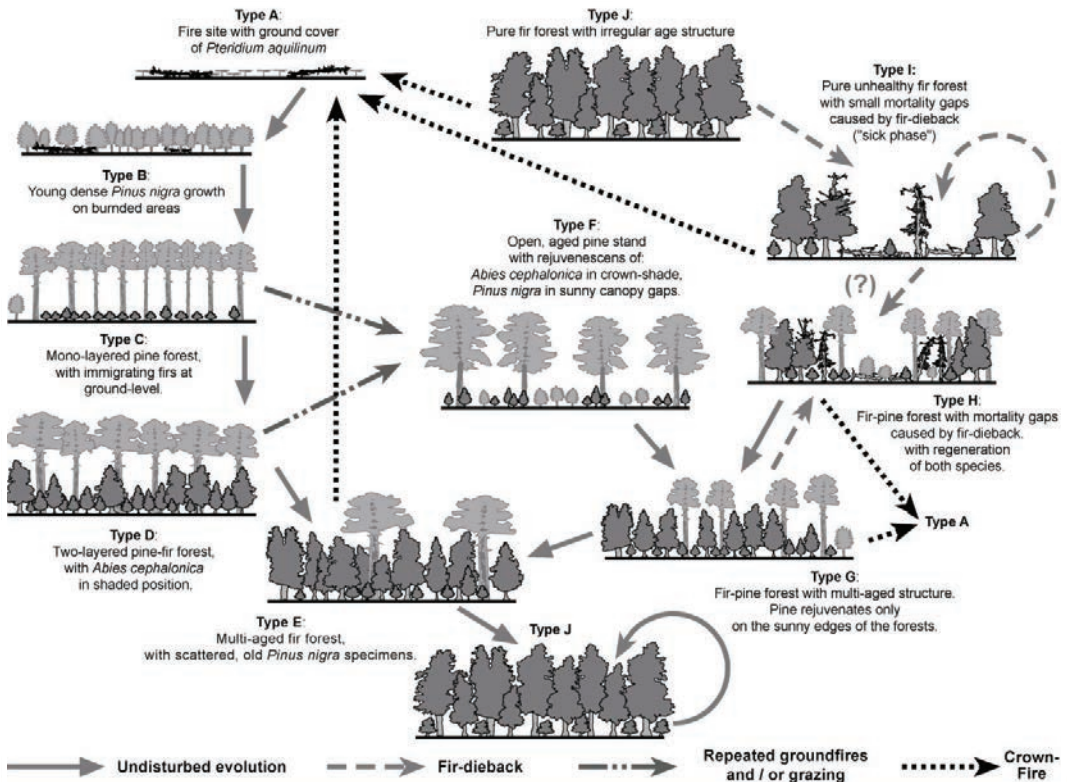 Type A:
Fire site with ground cover
of Pteridium aquilinum
Type J:
Pure fir forest with irregular age structure
Type I:
Pure unhealthy fir forest
with small mortality gaps
caused by fir-dieback
("sick phase")
Type B:
Young dense Pinus nigra growth
on burnded areas
Type F:
Open, aged pine stand
with rejuvenescens of:
Abies cephalonica in crown-shade,
Pinus nigra in sunny canopy gaps.
(?)
Type C:
Mono-layered pine forest,
with immigrating firs at
ground-level.
Type H:
Fir-pine forest with mortality gaps
caused by fir-dieback.
with regeneration
of both species.
Type A
Type D:
Two-layered pine-fir forest,
with Abies cephalonica
in shaded position.
Type G:
Fir-pine forest with multi-aged structure.
Pine rejuvenates only
on the sunny edges of the forests.
Type E:
Multi-aged fir forest,
with scattered, old Pinus nigra specimens.
Type J
Undisturbed evolution
Fir-dieback
Repeated groundfires
and / or grazing
Crown-
Fire